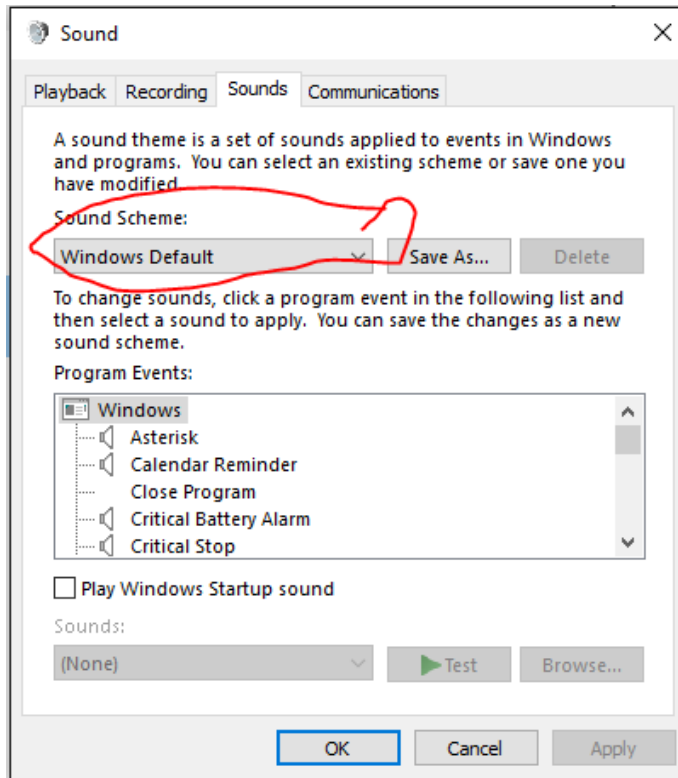 Sound
Playback Recording Sounds Communications
A sound theme is a set of sounds applied to events in Windows
and programs. You can select an existing scheme or save one you
have modified.
Sound Scheme:
Windows Default Save As... Delete
To change sounds, click a program event in the following list and
then select a sound to apply. You can save the changes as a new
sound scheme.
Program Events:
Windows
Asterisk
Calendar Reminder
Close Program
Critical Battery Alarm
Critical Stop
Play Windows Startup sound
Sounds:
(None) Test Browse...
OK Cancel Apply